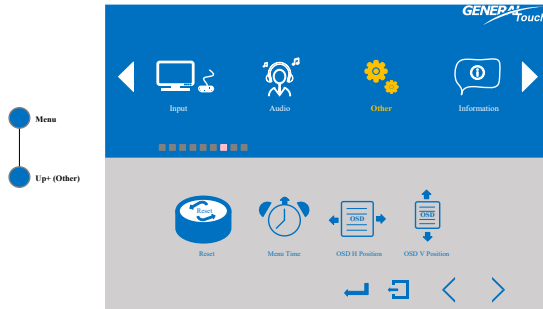 GENERAL
Touch
Input
Audio
Other
Information
Menu
Up+ (Other)
Reset
OSD
OSD
Reset
Menu Time
OSD H Position
OSD V Position